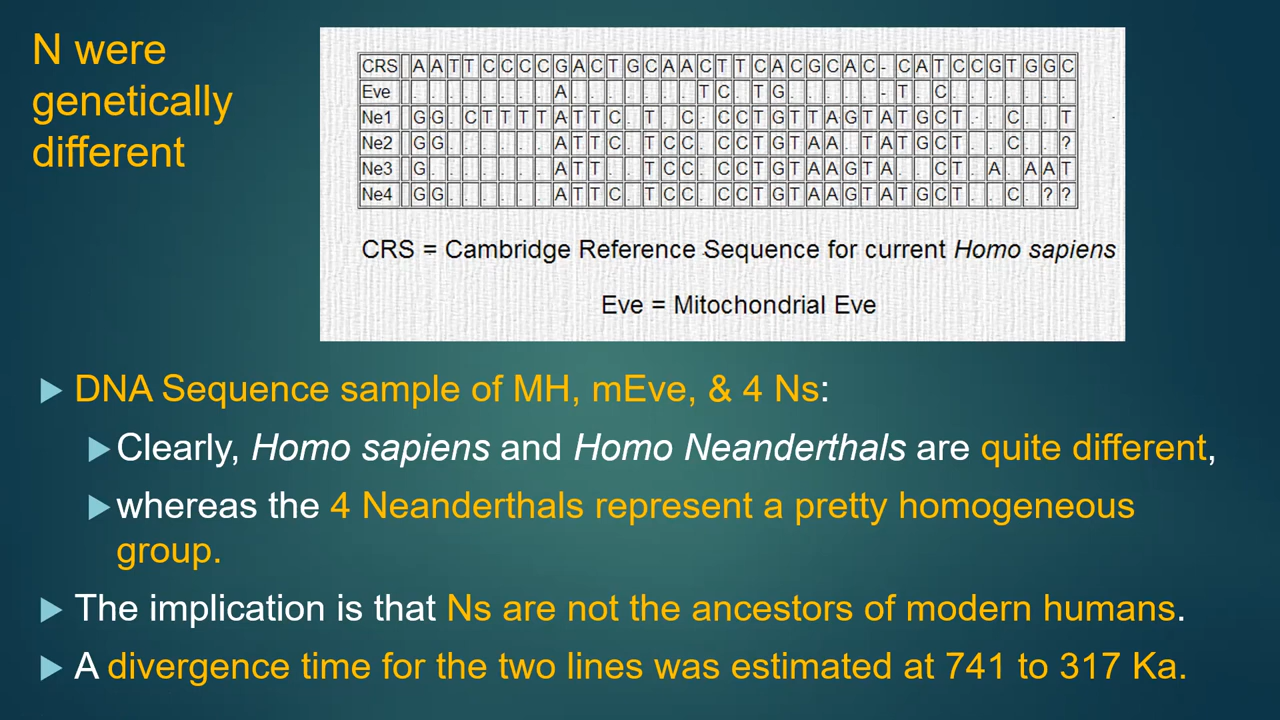 N were
genetically
different
CRS A A T T C C C C G A C T G C A A C T T C A C G C A C - C A T C C G T G G C
Eve . . . . . . . . A . . . . . . . T C . T G . . . . . - T . C . . . . . . .
Ne1 G G . C T T T T A T T C . T . C . C C T G T T A G T A T G C T . . C . . T
Ne2 G G . . . . . . A T T C . T C C . C C T G T A A . T A T G C T . . C . . ?
Ne3 G . . . . . . . A T T . . T C C . C C T G T A A G T A . . C T . A . A A T
Ne4 G G . . . . . . A T T C . T C C . C C T G T A A G T A T G C T . . C . ? ?
CRS = Cambridge Reference Sequence for current Homo sapiens
Eve = Mitochondrial Eve
DNA Sequence sample of MH, mEve, & 4 Ns:
Clearly, Homo sapiens and Homo Neanderthals are quite different,
whereas the 4 Neanderthals represent a pretty homogeneous
group.
The implication is that Ns are not the ancestors of modern humans.
A divergence time for the two lines was estimated at 741 to 317 Ka.